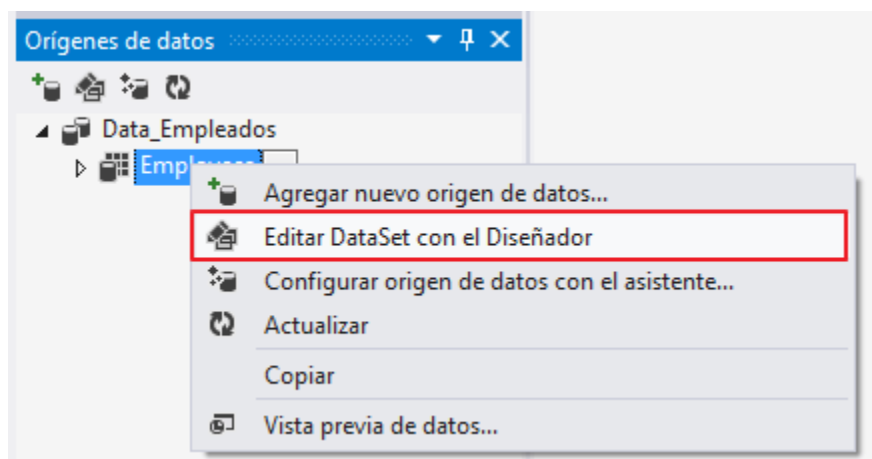 Orígenes de datos
Data_Empleados
Agregar nuevo origen de datos...
Editar DataSet con el Diseñador
Configurar origen de datos con el asistente...
Actualizar
Copiar
Vista previa de datos...